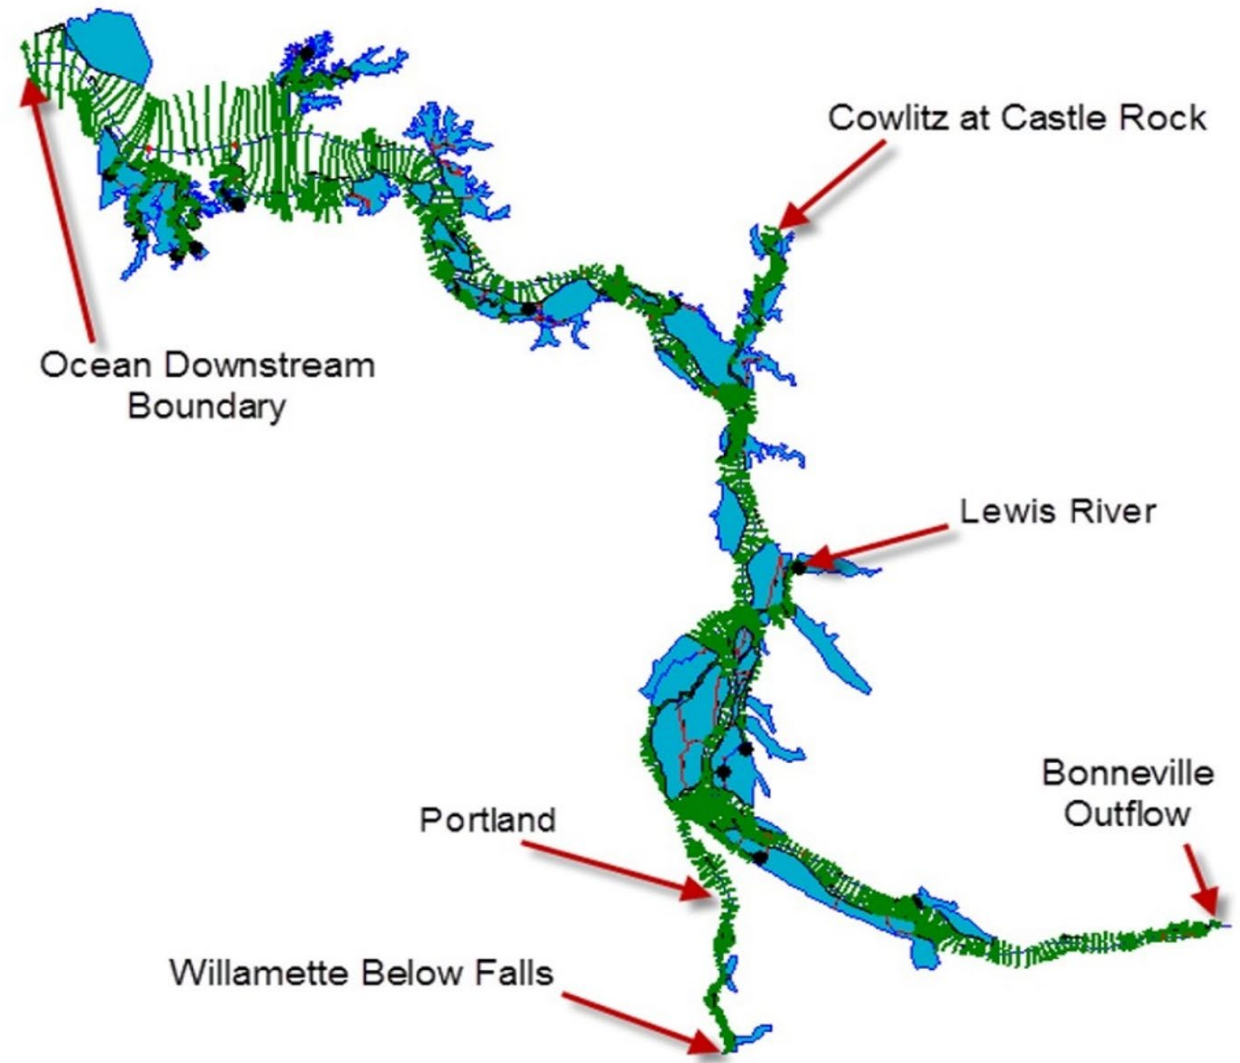 Cowlitz at Castle Rock
Ocean Downstream
Boundary
Lewis River
Bonneville
Outflow
Portland
Willamette Below Falls